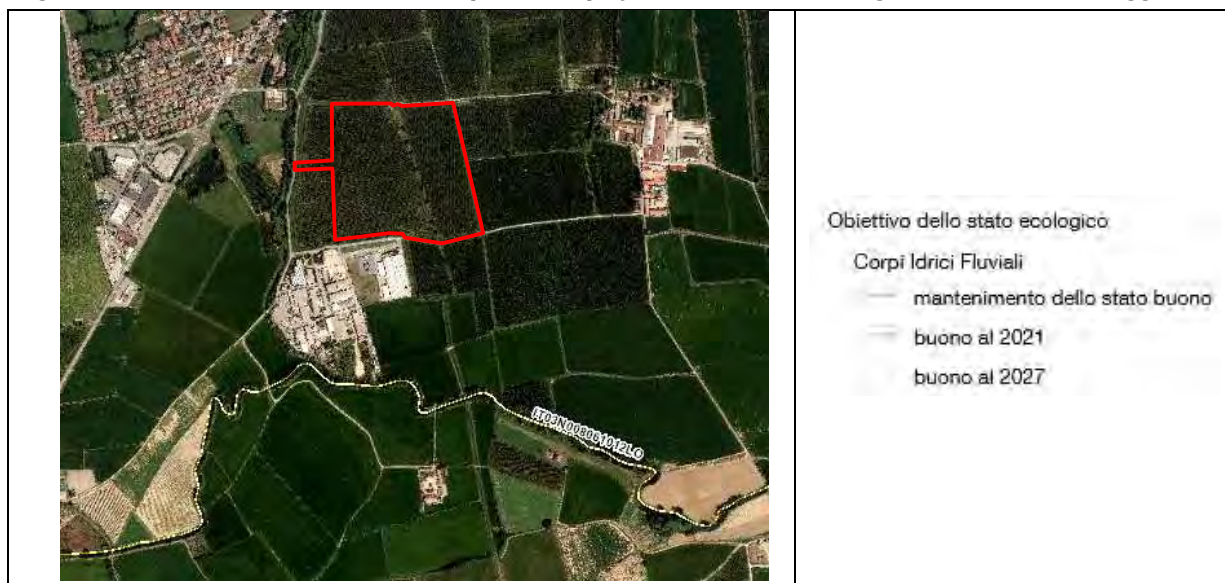 IT03N008061012LO
Obiettivo dello stato ecologico
Corpi Idrici Fluviali
mantenimento dello stato buono
buono al 2021
buono al 2027